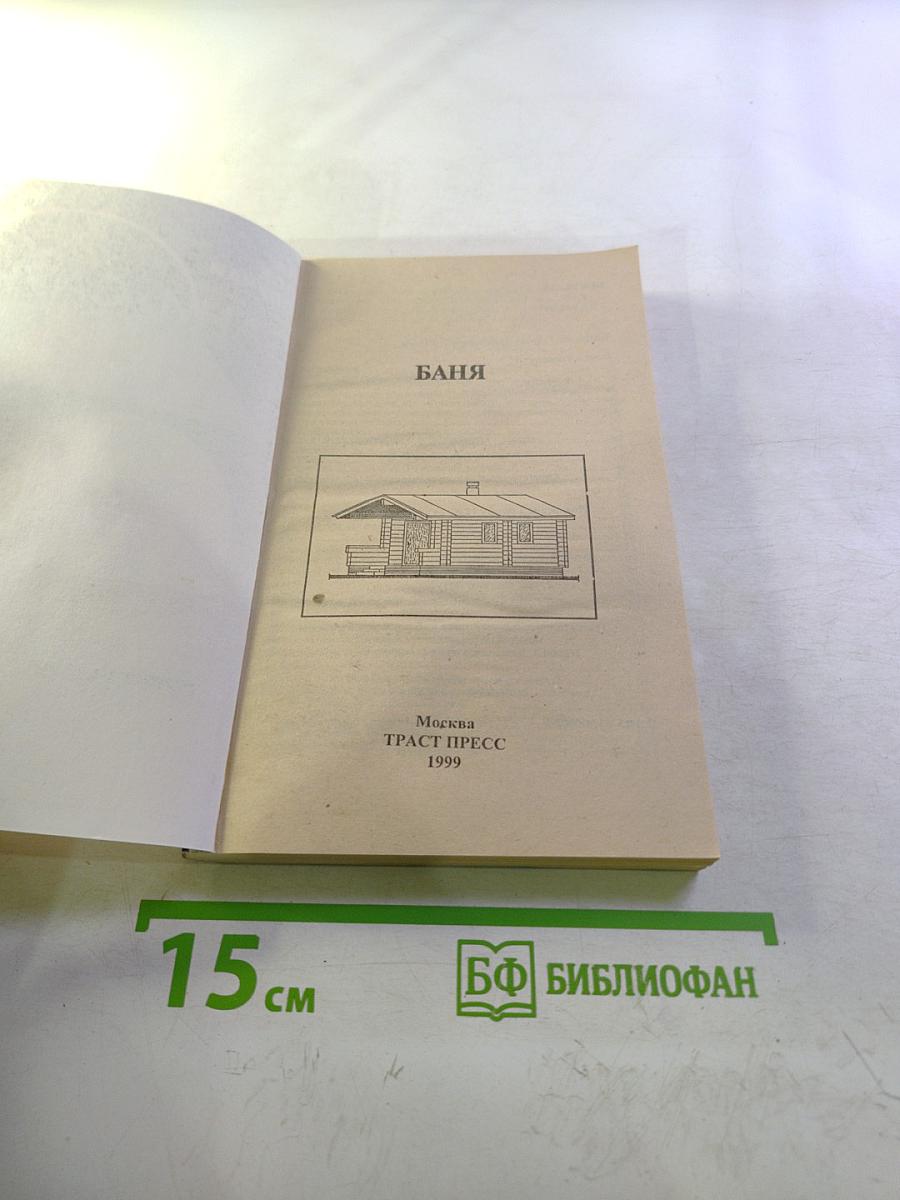 БАНЯ
Москва
ТРАСТ ПРЕСС
1999
15 см
БФ БИБЛИОФАН